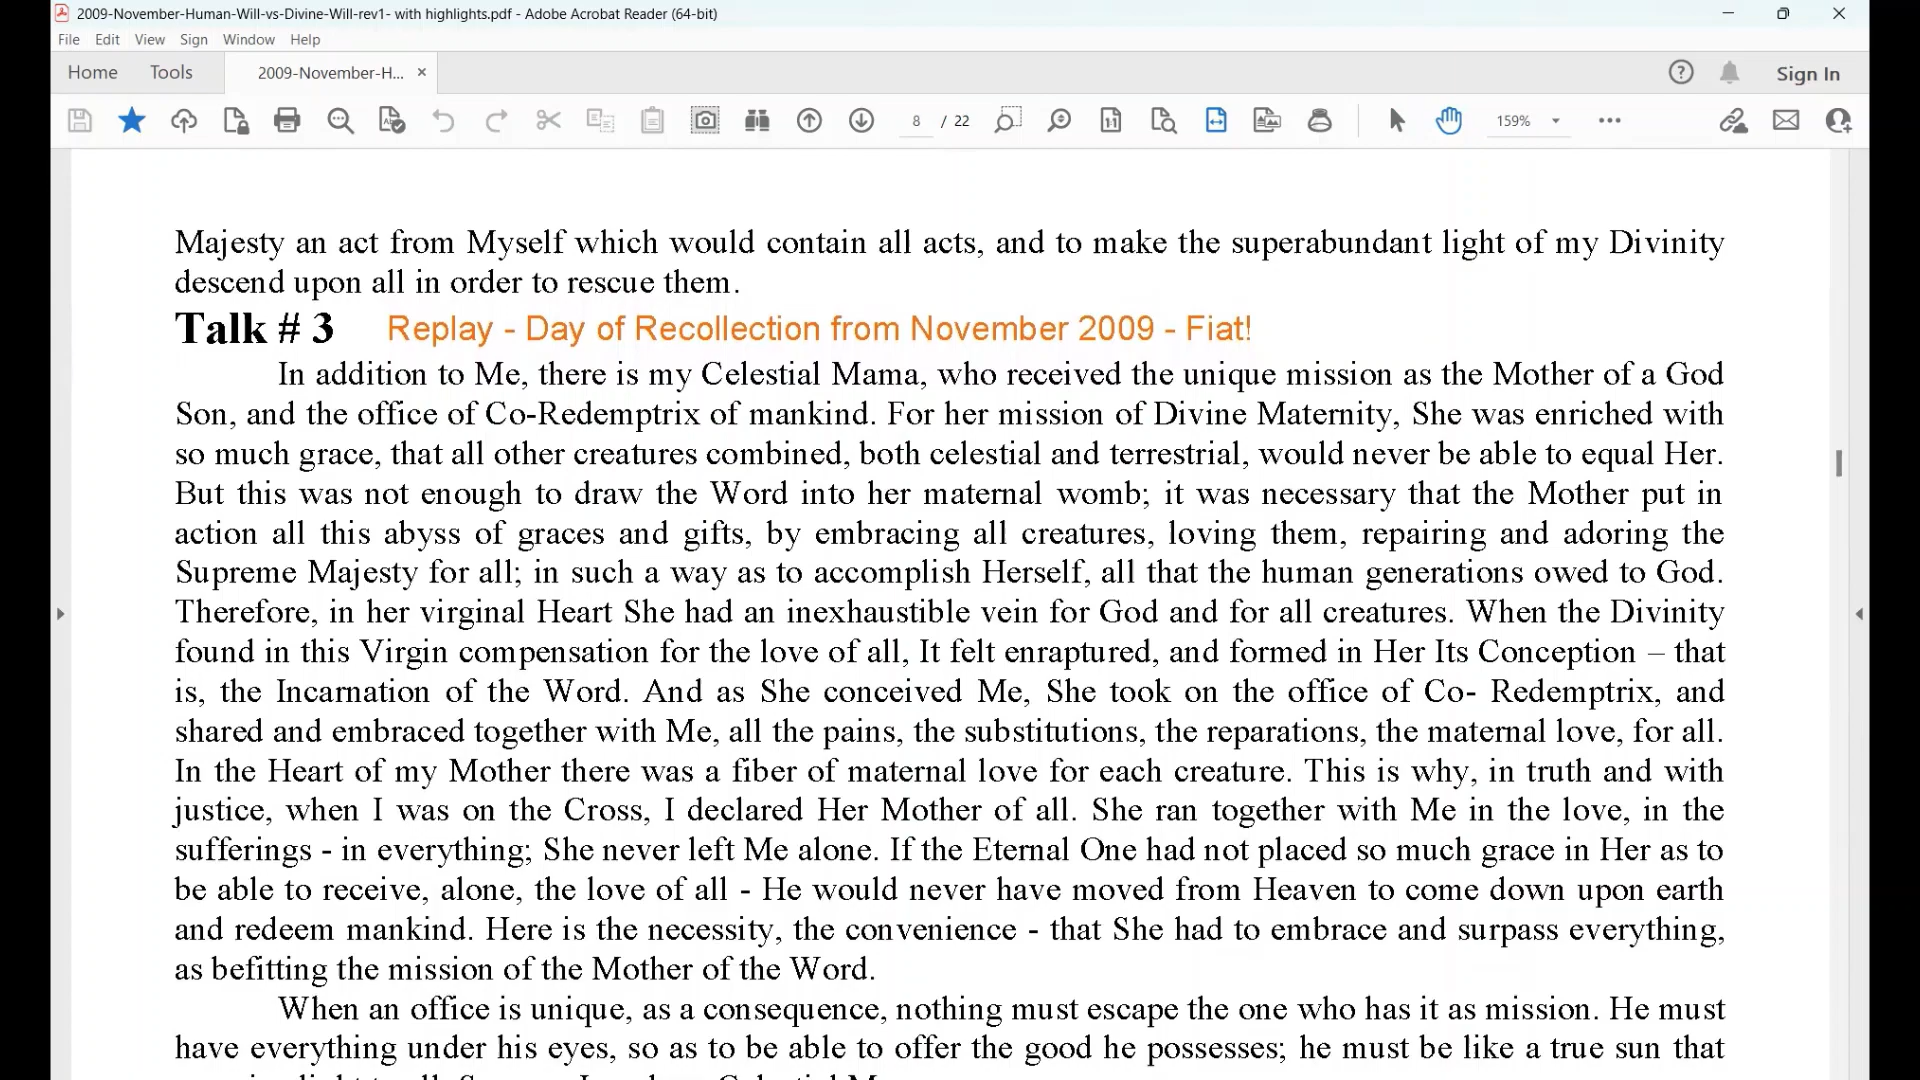 2009-November-Human-Will-vs-Divine-Will-rev1- with highlights.pdf - Adobe Acrobat Reader (64-bit)
File Edit View Sign Window Help
Home Tools 2009-November-H... × Sign In
8 / 22 159%
Majesty an act from Myself which would contain all acts, and to make the superabundant light of my Divinity
descend upon all in order to rescue them.
Talk # 3 Replay - Day of Recollection from November 2009 - Fiat!
In addition to Me, there is my Celestial Mama, who received the unique mission as the Mother of a God
Son, and the office of Co-Redemptrix of mankind. For her mission of Divine Maternity, She was enriched with
so much grace, that all other creatures combined, both celestial and terrestrial, would never be able to equal Her.
But this was not enough to draw the Word into her maternal womb; it was necessary that the Mother put in
action all this abyss of graces and gifts, by embracing all creatures, loving them, repairing and adoring the
Supreme Majesty for all; in such a way as to accomplish Herself, all that the human generations owed to God.
Therefore, in her virginal Heart She had an inexhaustible vein for God and for all creatures. When the Divinity
found in this Virgin compensation for the love of all, It felt enraptured, and formed in Her Its Conception – that
is, the Incarnation of the Word. And as She conceived Me, She took on the office of Co- Redemptrix, and
shared and embraced together with Me, all the pains, the substitutions, the reparations, the maternal love, for all.
In the Heart of my Mother there was a fiber of maternal love for each creature. This is why, in truth and with
justice, when I was on the Cross, I declared Her Mother of all. She ran together with Me in the love, in the
sufferings - in everything; She never left Me alone. If the Eternal One had not placed so much grace in Her as to
be able to receive, alone, the love of all - He would never have moved from Heaven to come down upon earth
and redeem mankind. Here is the necessity, the convenience - that She had to embrace and surpass everything,
as befitting the mission of the Mother of the Word.
When an office is unique, as a consequence, nothing must escape the one who has it as mission. He must
have everything under his eyes, so as to be able to offer the good he possesses; he must be like a true sun that